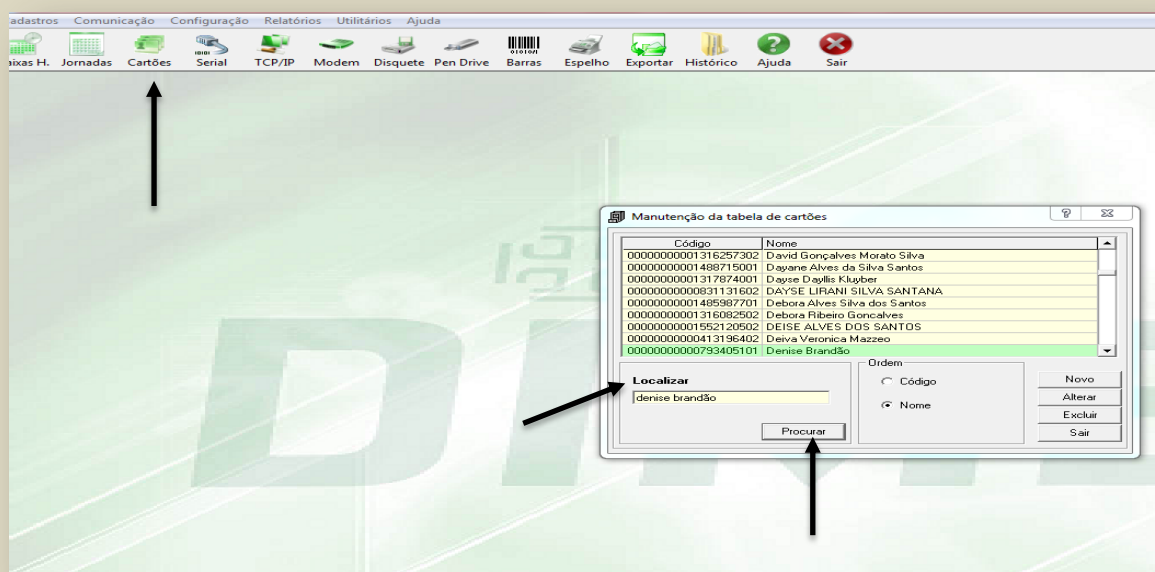 adastros Comunicação Configuração Relatórios Utilitários Ajuda
aixas H. Jornadas Cartões Serial TCP/IP Modem Disquete Pen Drive Barras Espelho Exportar Histórico Ajuda Sair
Manutenção da tabela de cartões
Código Nome
00000000001316257302 David Gonçalves Morato Silva
00000000001488715001 Dayane Alves da Silva Santos
00000000001317874001 Dayse Dayllis Kluyber
00000000000831131602 DAYSE LIRANI SILVA SANTANA
00000000001485987701 Debora Alves Silva dos Santos
00000000001316082502 Debora Ribeiro Goncalves
00000000001552120502 DEISE ALVES DOS SANTOS
00000000000413196402 Deiva Veronica Mazzeo
00000000000793405101 Denise Brandão
Localizar
denise brandão
Procurar
Ordem
Código
Nome
Novo
Alterar
Excluir
Sair